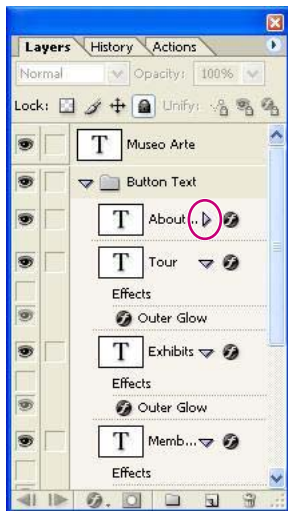 Layers History Actions
Normal Opacity: 100%
Lock: Unify:
T Museo Arte
Button Text
T About...
T Tour
Effects
Outer Glow
T Exhibits
Effects
Outer Glow
T Memb...
Effects